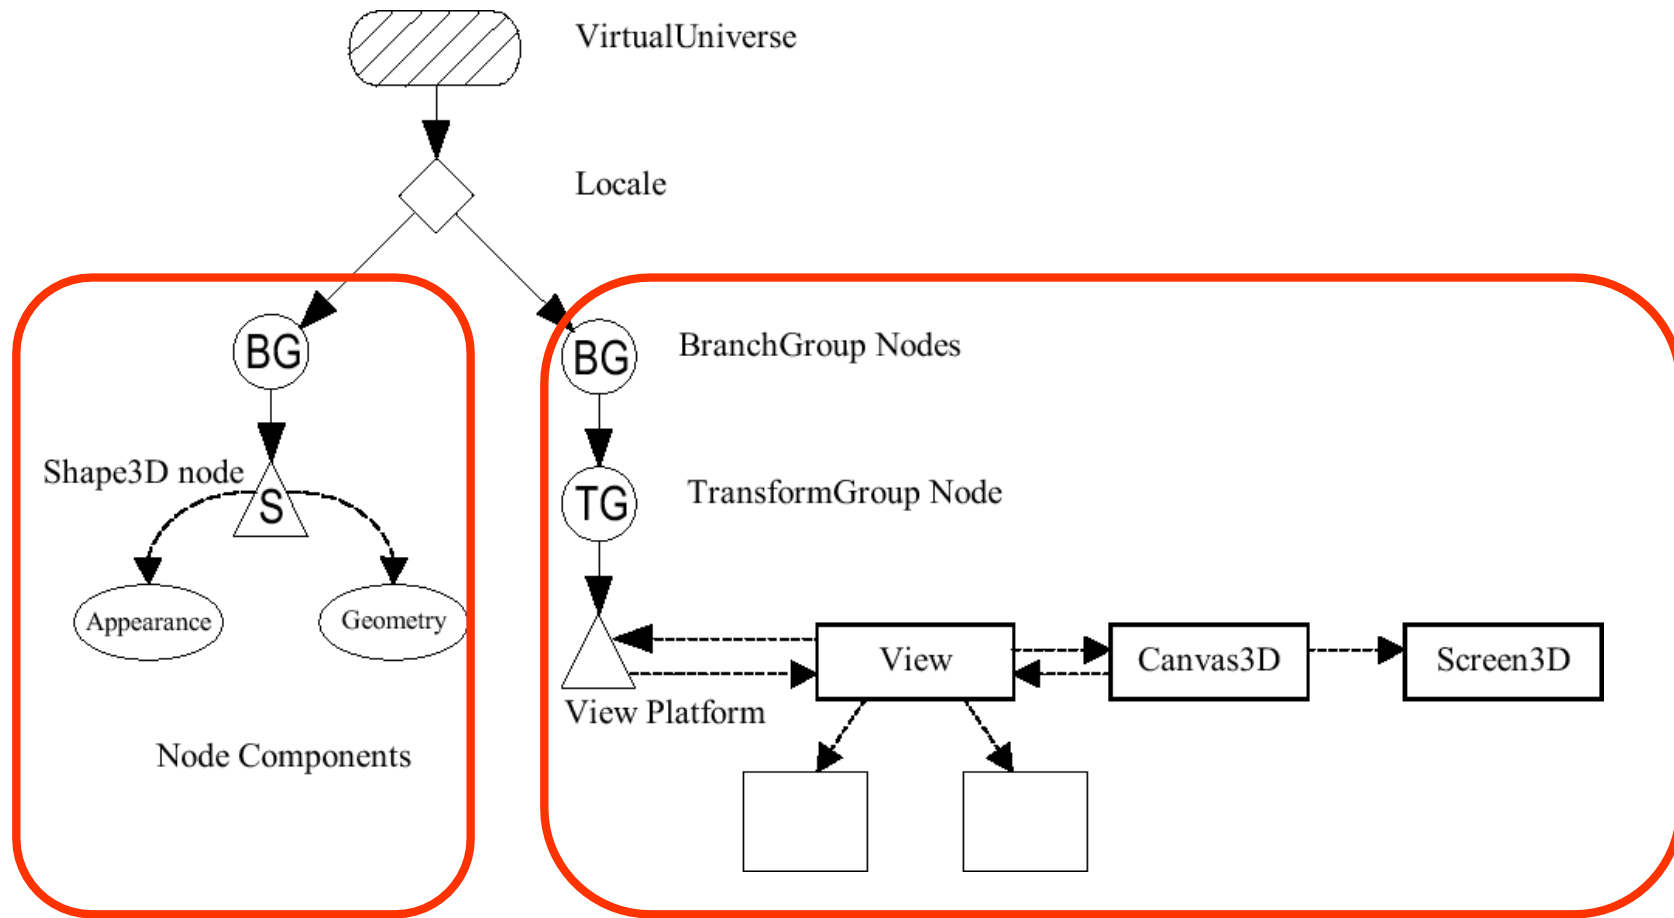 VirtualUniverse
Locale
BG
BG
BranchGroup Nodes
Shape3D node
S
TG
TransformGroup Node
Appearance
Geometry
View
Canvas3D
Screen3D
View Platform
Node Components